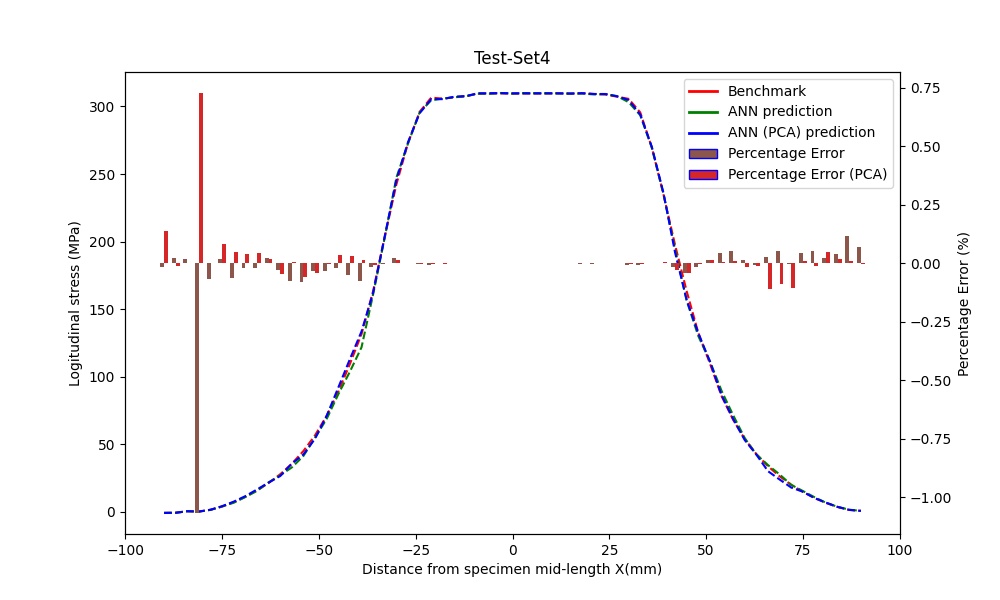 Test-Set4
Benchmark
ANN prediction
ANN (PCA) prediction
Percentage Error
Percentage Error (PCA)
Logitudinal stress (MPa)
300
250
200
150
100
50
0
0.75
0.50
0.25
0.00
−0.25
−0.50
−0.75
−1.00
Percentage Error (%)
−100 −75 −50 −25 0 25 50 75 100
Distance from specimen mid-length X(mm)